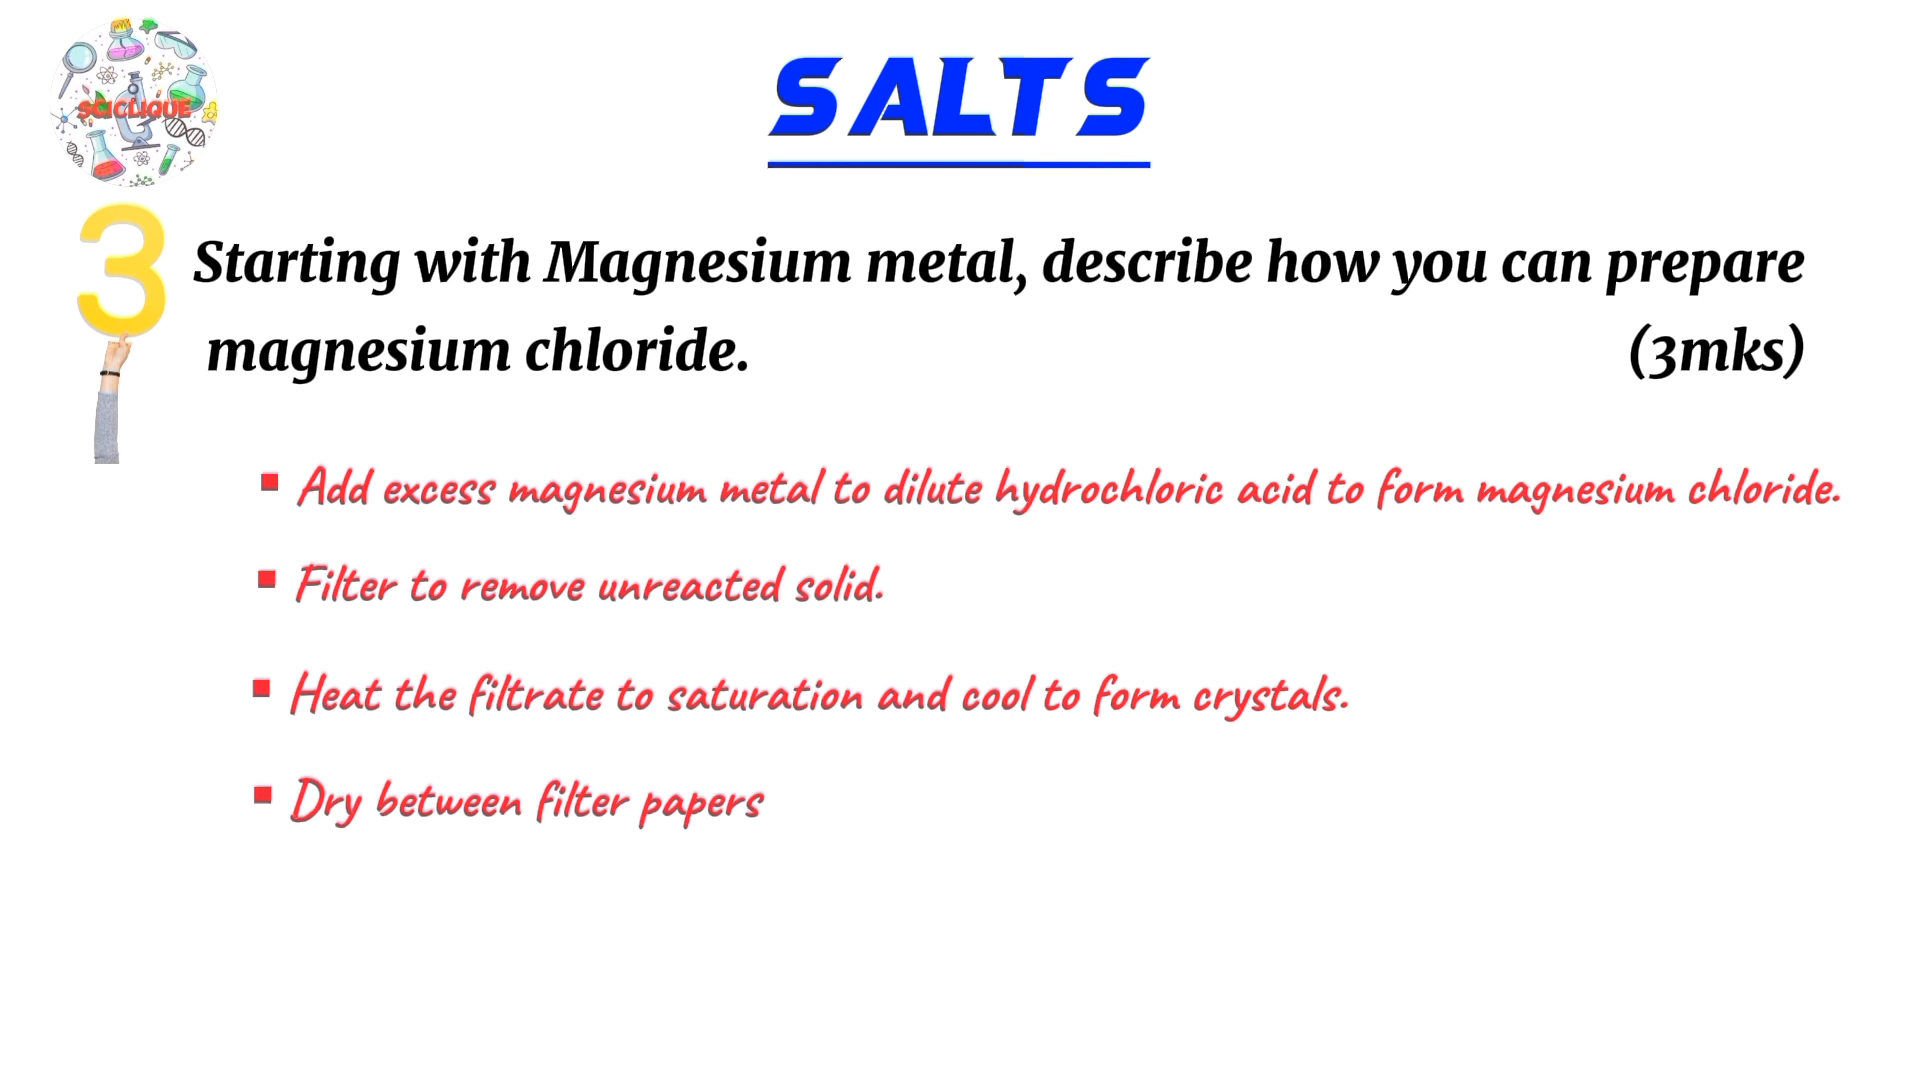 SCICLIQUE
SALTS
3
Starting with Magnesium metal, describe how you can prepare
magnesium chloride. (3mks)
▪ Add excess magnesium metal to dilute hydrochloric acid to form magnesium chloride.
▪ Filter to remove unreacted solid.
▪ Heat the filtrate to saturation and cool to form crystals.
▪ Dry between filter papers